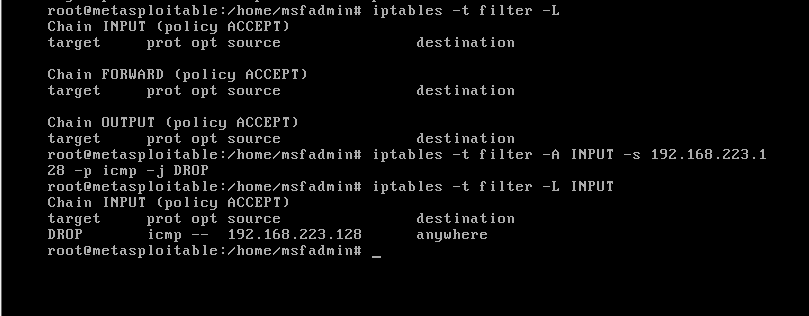 root@metasploitable:/home/msfadmin# iptables -t filter -L
Chain INPUT (policy ACCEPT)
target     prot opt source               destination

Chain FORWARD (policy ACCEPT)
target     prot opt source               destination

Chain OUTPUT (policy ACCEPT)
target     prot opt source               destination
root@metasploitable:/home/msfadmin# iptables -t filter -A INPUT -s 192.168.223.1
28 -p icmp -j DROP
root@metasploitable:/home/msfadmin# iptables -t filter -L INPUT
Chain INPUT (policy ACCEPT)
target     prot opt source               destination
DROP       icmp --  192.168.223.128      anywhere
root@metasploitable:/home/msfadmin# _